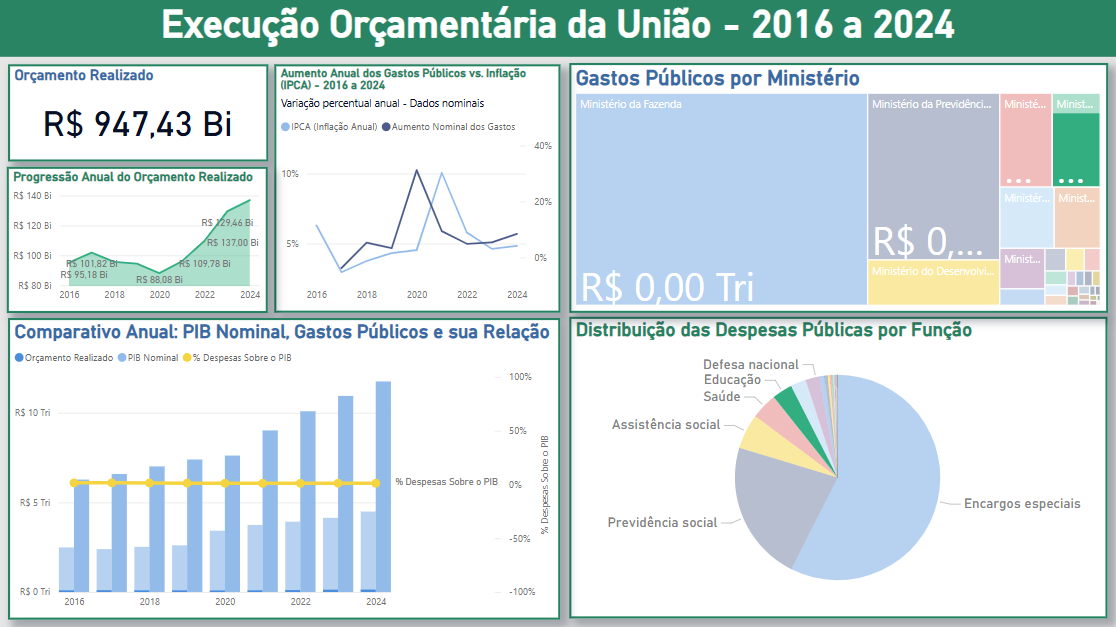 Execução Orçamentária da União - 2016 a 2024
Orçamento Realizado
R$ 947,43 Bi
Progressão Anual do Orçamento Realizado
R$ 140 Bi
R$ 120 Bi
R$ 100 Bi
R$ 80 Bi
R$ 129,46 Bi
R$ 137,00 Bi
R$ 101,82 Bi
R$ 109,78 Bi
R$ 95,18 Bi
R$ 88,08 Bi
2016 2018 2020 2022 2024
Aumento Anual dos Gastos Públicos vs. Inflação
(IPCA) - 2016 a 2024
Variação percentual anual - Dados nominais
IPCA (Inflação Anual) Aumento Nominal dos Gastos
10%
5%
40%
20%
0%
2016 2018 2020 2022 2024
Gastos Públicos por Ministério
Ministério da Fazenda
R$ 0,00 Tri
Ministério da Previdênci...
R$ 0,...
Ministério do Desenvolvi...
Ministé...
...
Minist...
...
Ministér...
Minist...
Minist...
Comparativo Anual: PIB Nominal, Gastos Públicos e sua Relação
Orçamento Realizado PIB Nominal % Despesas Sobre o PIB
R$ 10 Tri
R$ 5 Tri
R$ 0 Tri
% Despesas Sobre o PIB
100%
50%
0%
-50%
-100%
% Despesas Sobre o PIB
2016 2018 2020 2022 2024
Distribuição das Despesas Públicas por Função
Defesa nacional
Educação
Saúde
Assistência social
Previdência social
Encargos especiais